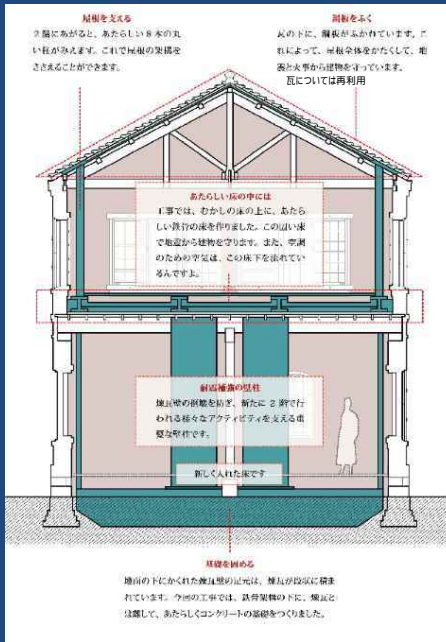 屋根を支える
2階にあがると、あたらしい8本の丸
い柱がみえます。これで屋根の架構を
ささえることができます。
鋼板をふく
瓦の下に、鋼板がふかれています。こ
れによって、屋根全体をかたくして、地
震と火事から建物を守っています。
瓦については再利用
あたらしい床の中には
工事では、むかしの床の上に、あたら
しい鉄骨の床を作りました。この固い床
で地震から建物を守ります。また、空調
のための空気は、この床下を流れてい
るんですよ。
耐震補強の壁柱
煉瓦壁の倒壊を防ぎ、新たに2階で行
われる様々なアクティビティを支える重
要な壁柱です。
新しく入れた床です
基礎を固める
地面の下にかくれた煉瓦壁の足元は、煉瓦が段状に積ま
れています。今回の工事では、鉄骨架構の下に、煉瓦と
は離して、あたらしくコンクリートの基礎をつくりました。